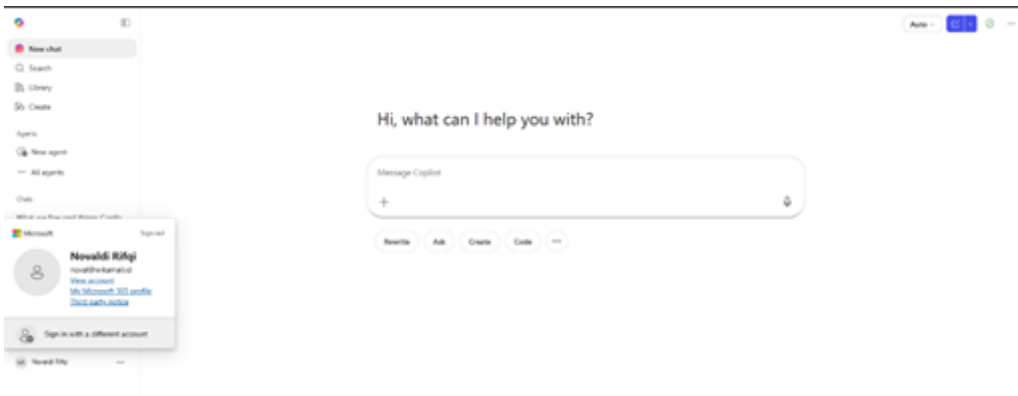 Auto
New chat
Search
Library
Create
Agents
New agent
All agents
Chats
Hi, what can I help you with?
Message Copilot
Rewrite
Ask
Create
Code
Microsoft
Sign out
Novaldi Rifqi
View account
My Microsoft 365 profile
Third party notice
Sign in with a different account
Novaldi Rifqi